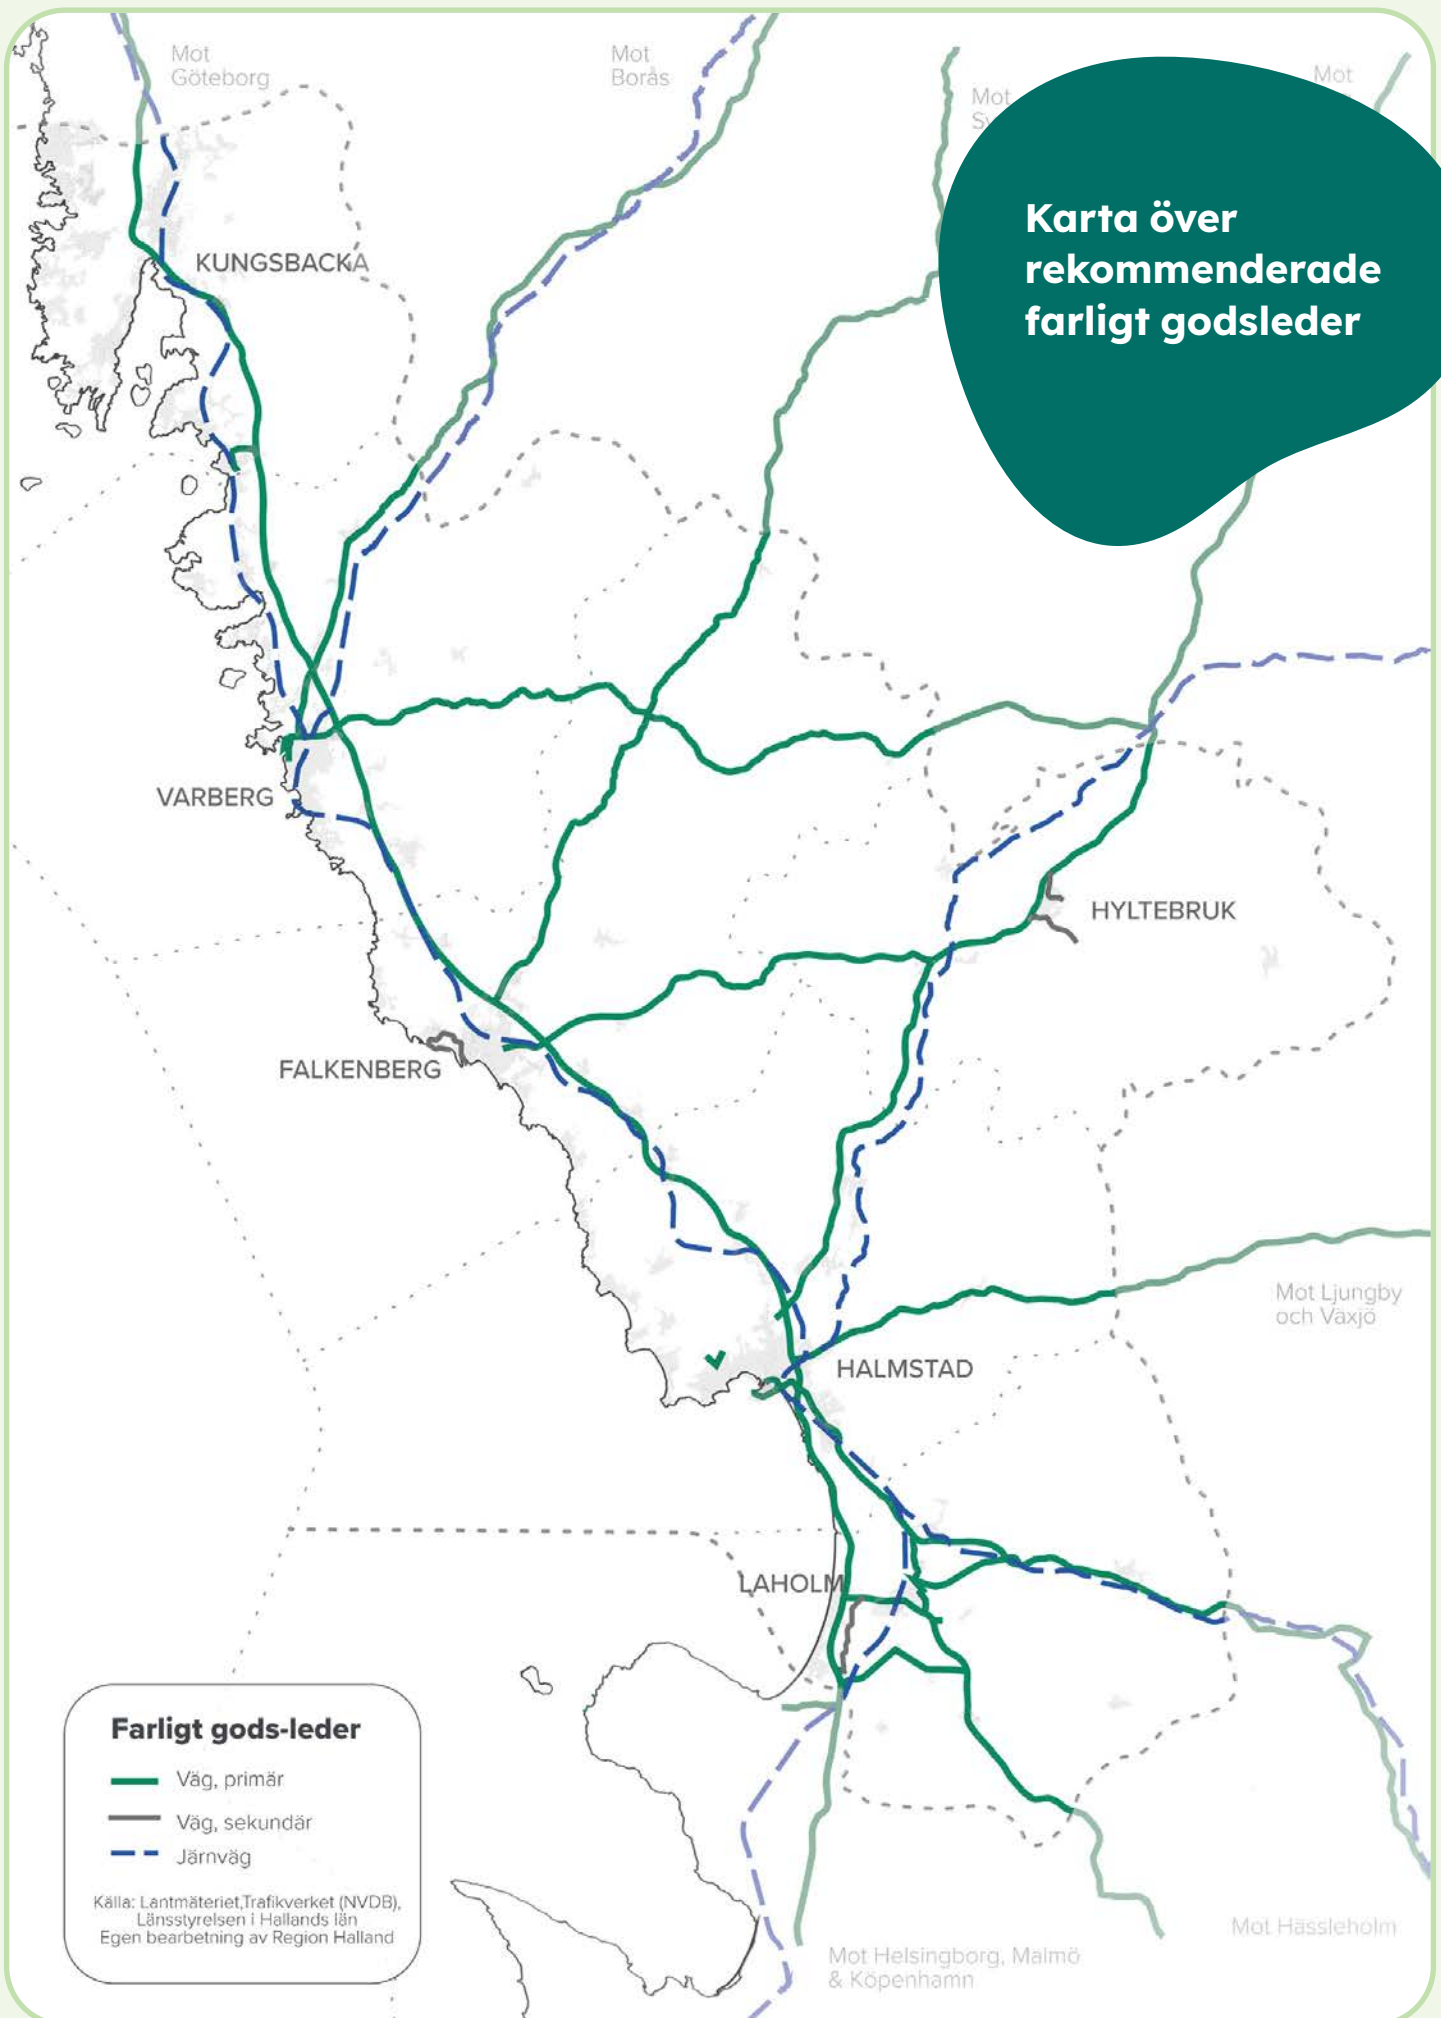 Mot
Göteborg
Mot
Borås
Mot
Mot
Karta över
rekommenderade
farligt godsleder
KUNGSBACKA
VARBERG
HYLTEBRUK
FALKENBERG
Mot Ljungby
och Växjö
HALMSTAD
LAHOLM
Farligt gods-leder
Väg, primär
Väg, sekundär
Järnväg
Källa: Lantmäteriet,Trafikverket (NVDB),
Länsstyrelsen i Hallands län
Egen bearbetning av Region Halland
Mot Hässleholm
Mot Helsingborg, Malmö
& Köpenhamn